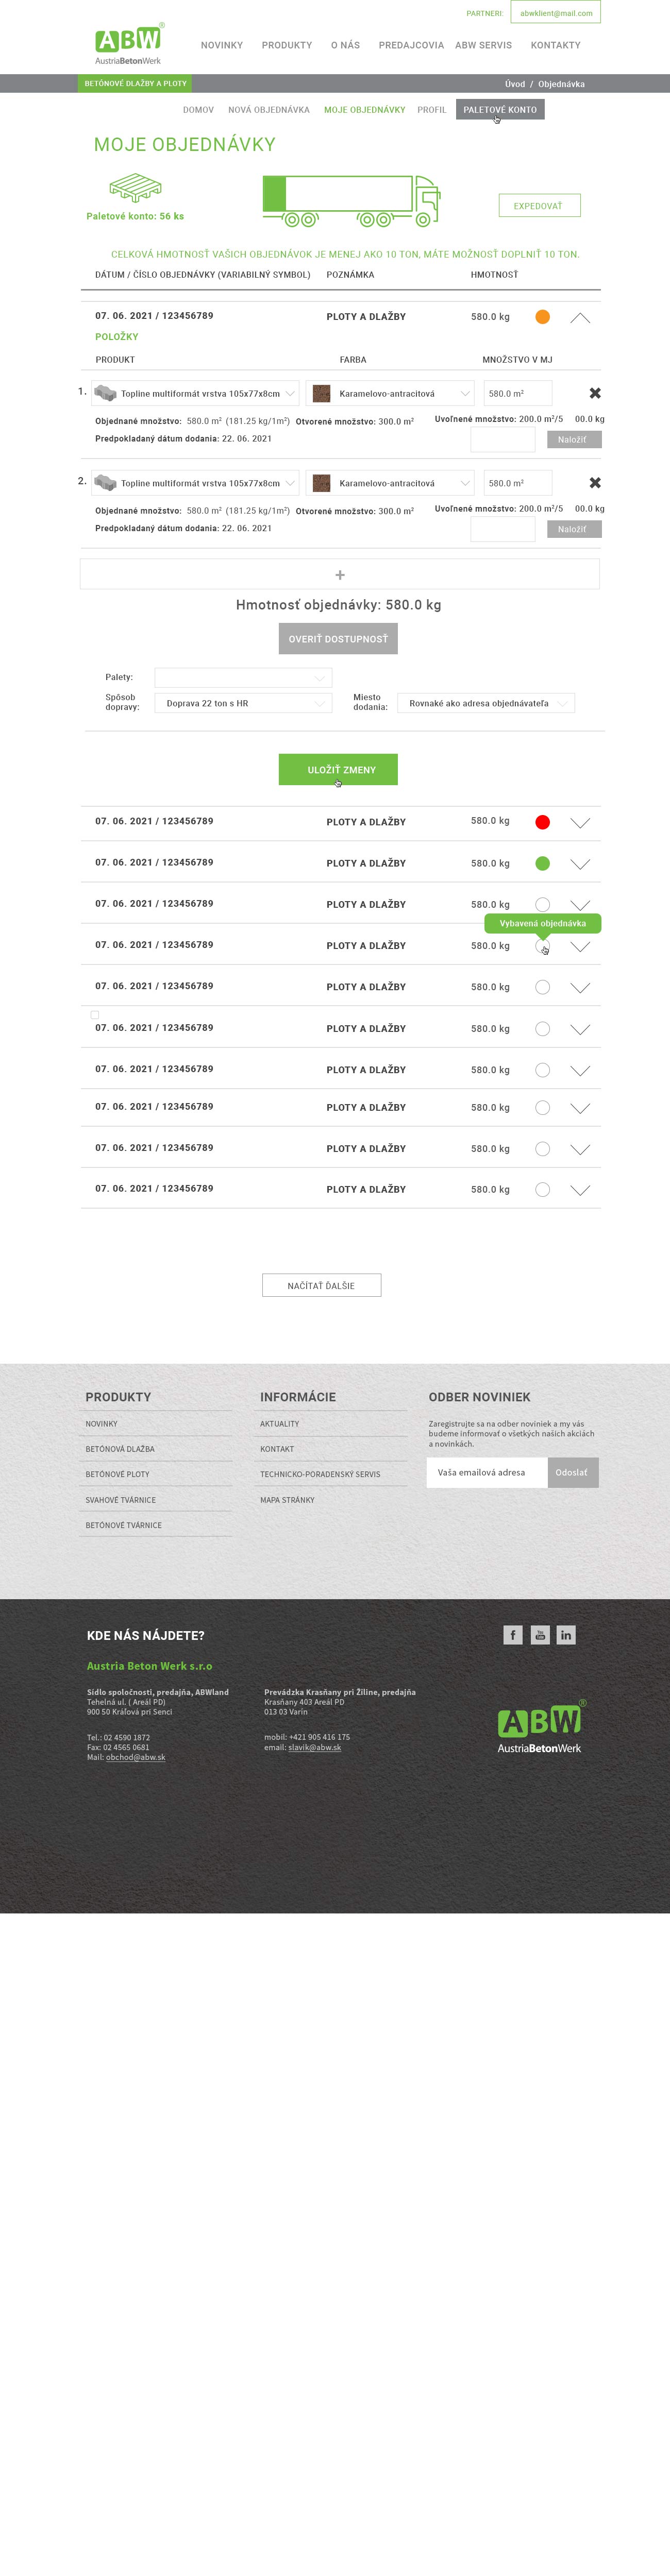 PARTNERI:
abwklient@mail.com
ABW®
AustriaBetonWerk
NOVINKY PRODUKTY O NÁS PREDAJCOVIA ABW SERVIS KONTAKTY
BETÓNOVÉ DLAŽBY A PLOTY
Úvod / Objednávka
DOMOV NOVÁ OBJEDNÁVKA MOJE OBJEDNÁVKY PROFIL PALETOVÉ KONTO
MOJE OBJEDNÁVKY
Paletové konto: 56 ks
EXPEDOVAŤ
CELKOVÁ HMOTNOSŤ VAŠICH OBJEDNÁVOK JE MENEJ AKO 10 TON, MÁTE MOŽNOSŤ DOPLNIŤ 10 TON.
DÁTUM / ČÍSLO OBJEDNÁVKY (VARIABILNÝ SYMBOL) POZNÁMKA HMOTNOSŤ
07. 06. 2021 / 123456789 PLOTY A DLAŽBY 580.0 kg
POLOŽKY
PRODUKT FARBA MNOŽSTVO V MJ
1. Topline multiformát vrstva 105x77x8cm Karamelovo-antracitová 580.0 m²
Objednané množstvo: 580.0 m² (181.25 kg/1m²) Otvorené množstvo: 300.0 m² Uvoľnené množstvo: 200.0 m²/5 00.0 kg
Predpokladaný dátum dodania: 22. 06. 2021 Naložiť
2. Topline multiformát vrstva 105x77x8cm Karamelovo-antracitová 580.0 m²
Objednané množstvo: 580.0 m² (181.25 kg/1m²) Otvorené množstvo: 300.0 m² Uvoľnené množstvo: 200.0 m²/5 00.0 kg
Predpokladaný dátum dodania: 22. 06. 2021 Naložiť
+
Hmotnosť objednávky: 580.0 kg
OVERIŤ DOSTUPNOSŤ
Palety:
Spôsob dopravy: Doprava 22 ton s HR
Miesto dodania: Rovnaké ako adresa objednávateľa
ULOŽIŤ ZMENY
07. 06. 2021 / 123456789 PLOTY A DLAŽBY 580.0 kg
07. 06. 2021 / 123456789 PLOTY A DLAŽBY 580.0 kg
07. 06. 2021 / 123456789 PLOTY A DLAŽBY 580.0 kg
Vybavená objednávka
07. 06. 2021 / 123456789 PLOTY A DLAŽBY 580.0 kg
07. 06. 2021 / 123456789 PLOTY A DLAŽBY 580.0 kg
07. 06. 2021 / 123456789 PLOTY A DLAŽBY 580.0 kg
07. 06. 2021 / 123456789 PLOTY A DLAŽBY 580.0 kg
07. 06. 2021 / 123456789 PLOTY A DLAŽBY 580.0 kg
07. 06. 2021 / 123456789 PLOTY A DLAŽBY 580.0 kg
07. 06. 2021 / 123456789 PLOTY A DLAŽBY 580.0 kg
NAČÍTAŤ ĎALŠIE
PRODUKTY
NOVINKY
BETÓNOVÁ DLAŽBA
BETÓNOVÉ PLOTY
SVAHOVÉ TVÁRNICE
BETÓNOVÉ TVÁRNICE
INFORMÁCIE
AKTUALITY
KONTAKT
TECHNICKO-PORADENSKÝ SERVIS
MAPA STRÁNKY
ODBER NOVINIEK
Zaregistrujte sa na odber noviniek a my vás
budeme informovať o všetkých našich akciách
a novinkách.
Vaša emailová adresa Odoslať
KDE NÁS NÁJDETE?
Austria Beton Werk s.r.o
Sídlo spoločnosti, predajňa, ABWland
Tehelná ul. ( Areál PD)
900 50 Kráľová pri Senci
Tel.: 02 4590 1872
Fax: 02 4565 0681
Mail: obchod@abw.sk
Prevádzka Krasňany pri Žiline, predajňa
Krasňany 403 Areál PD
013 03 Varín
mobil: +421 905 416 175
email: slavik@abw.sk
f You Tube in
ABW®
AustriaBetonWerk